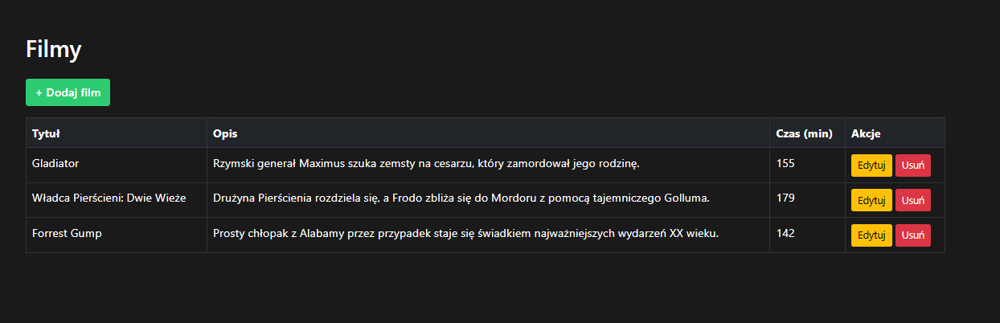 Filmy
+ Dodaj film
Tytuł Opis Czas (min) Akcje
Gladiator Rzymski generał Maximus szuka zemsty na cesarzu, który zamordował jego rodzinę. 155 Edytuj Usuń
Władca Pierścieni: Dwie Wieże Drużyna Pierścienia rozdziela się, a Frodo zbliża się do Mordoru z pomocą tajemniczego Golluma. 179 Edytuj Usuń
Forrest Gump Prosty chłopak z Alabamy przez przypadek staje się świadkiem najważniejszych wydarzeń XX wieku. 142 Edytuj Usuń